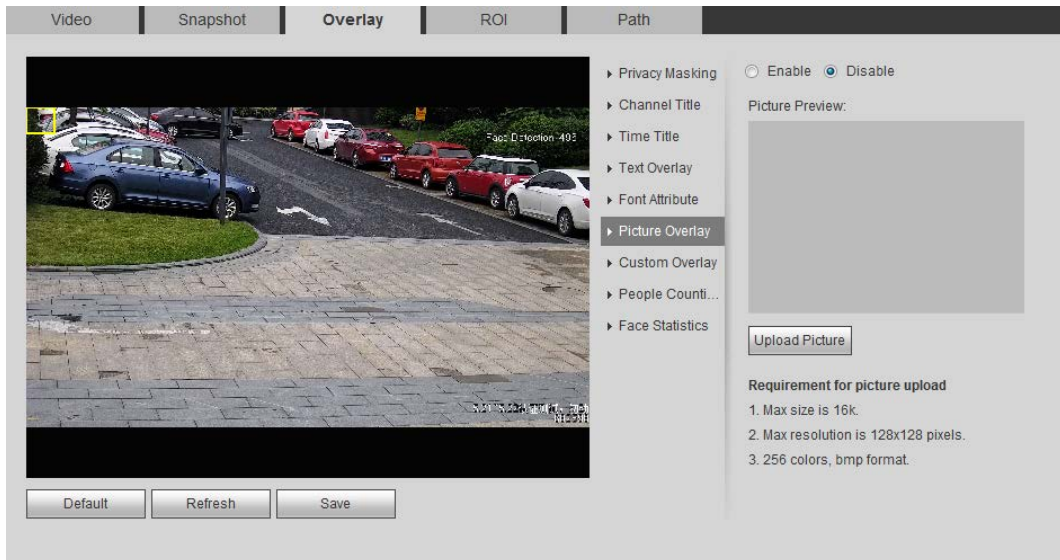 Video
Snapshot
Overlay
ROI
Path
Privacy Masking
Channel Title
Time Title
Text Overlay
Font Attribute
Picture Overlay
Custom Overlay
People Counti...
Face Statistics
Enable
Disable
Picture Preview:
Upload Picture
Requirement for picture upload
1. Max size is 16k.
2. Max resolution is 128x128 pixels.
3. 256 colors, bmp format.
Face Detection
Default
Refresh
Save